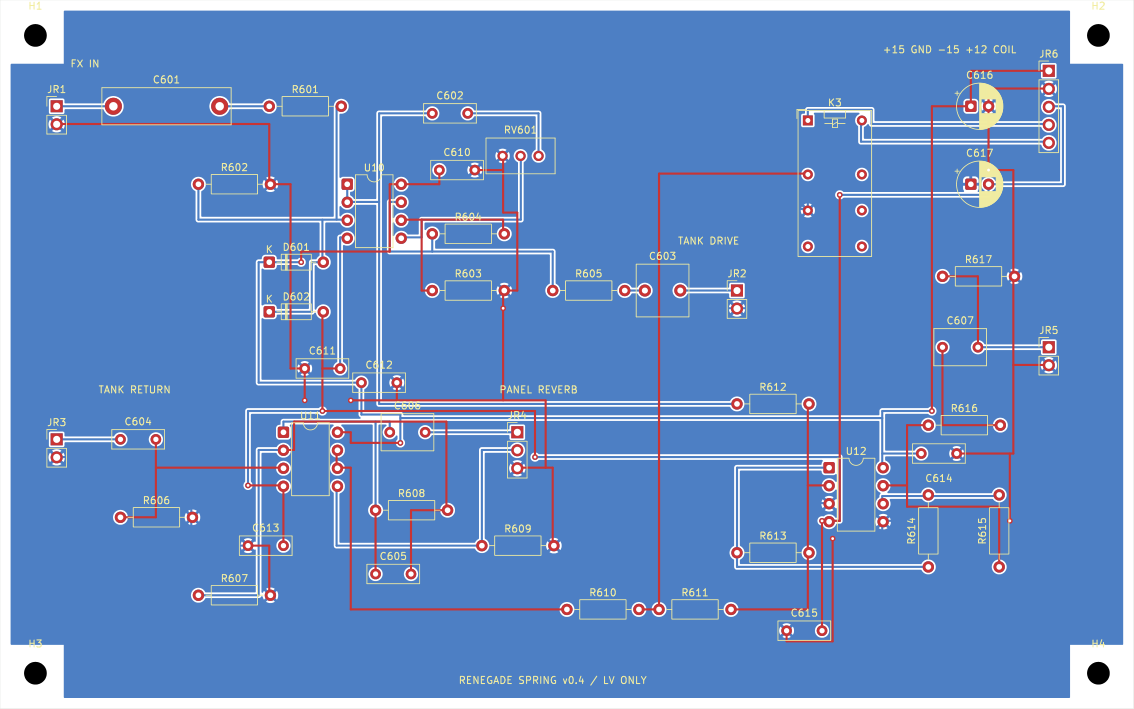 H1
H2
+15 GND -15 +12 COIL
FX IN
JR6
JR1
C601
R601
C602
K3
C616
RV601
C610
U10
C617
R602
R604
TANK DRIVE
D601
K
C603
R617
R603
R605
JR2
D602
K
JR5
C607
C611
C612
TANK RETURN
PANEL REVERB
R612
C606
JR4
R616
JR3
C604
U12
C614
R608
R606
R609
C613
R613
R614
R615
C605
R607
R610
R611
C615
H3
H4
RENEGADE SPRING v0.4 / LV ONLY